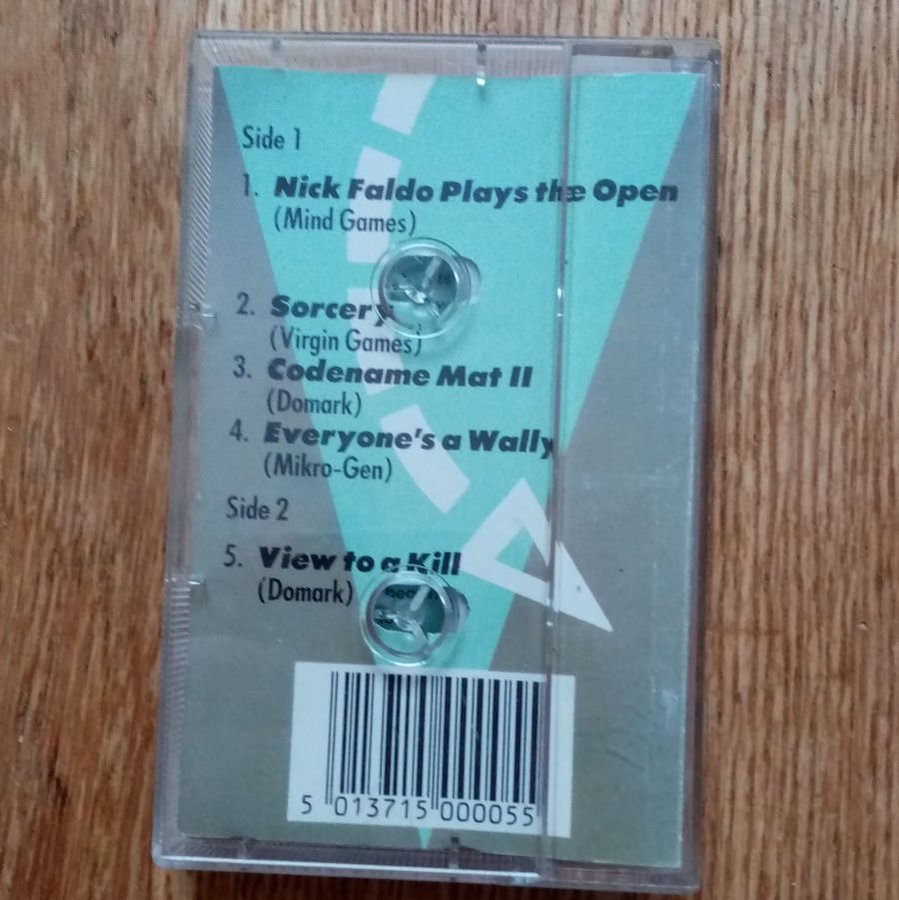 Side 1
1. Nick Faldo Plays the Open
(Mind Games)
2. Sorcery
(Virgin Games)
3. Codename Mat II
(Domark)
4. Everyone's a Wally
(Mikro-Gen)
Side 2
5. View to a Kill
(Domark)
5 013715 000055